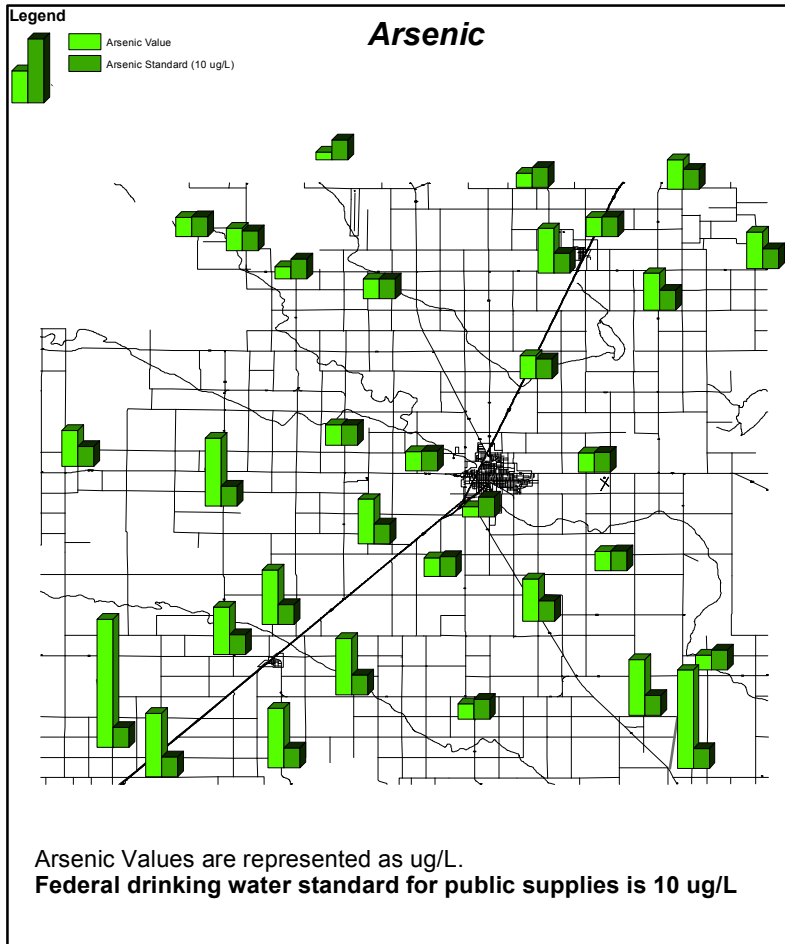 Legend
Arsenic
Arsenic Value
Arsenic Standard (10 ug/L)
Arsenic Values are represented as ug/L.
Federal drinking water standard for public supplies is 10 ug/L